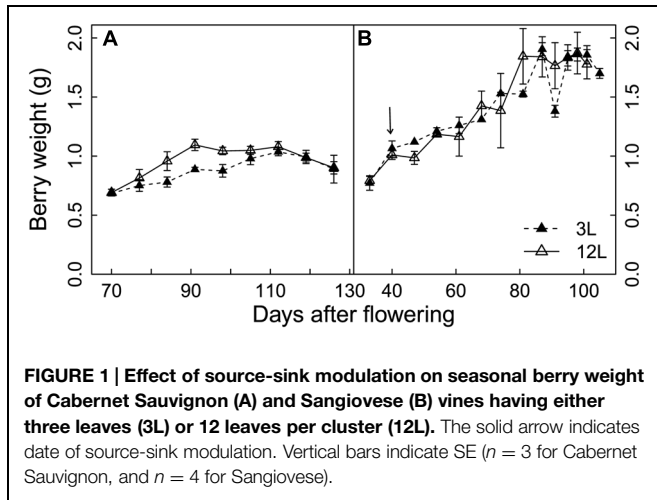 A
B
Berry weight (g)
0.0 0.5 1.0 1.5 2.0
0.0 0.5 1.0 1.5 2.0
3L
12L
70 90 110 130 40 60 80 100
Days after flowering
FIGURE 1 | Effect of source-sink modulation on seasonal berry weight
of Cabernet Sauvignon (A) and Sangiovese (B) vines having either
three leaves (3L) or 12 leaves per cluster (12L). The solid arrow indicates
date of source-sink modulation. Vertical bars indicate SE (n = 3 for Cabernet
Sauvignon, and n = 4 for Sangiovese).